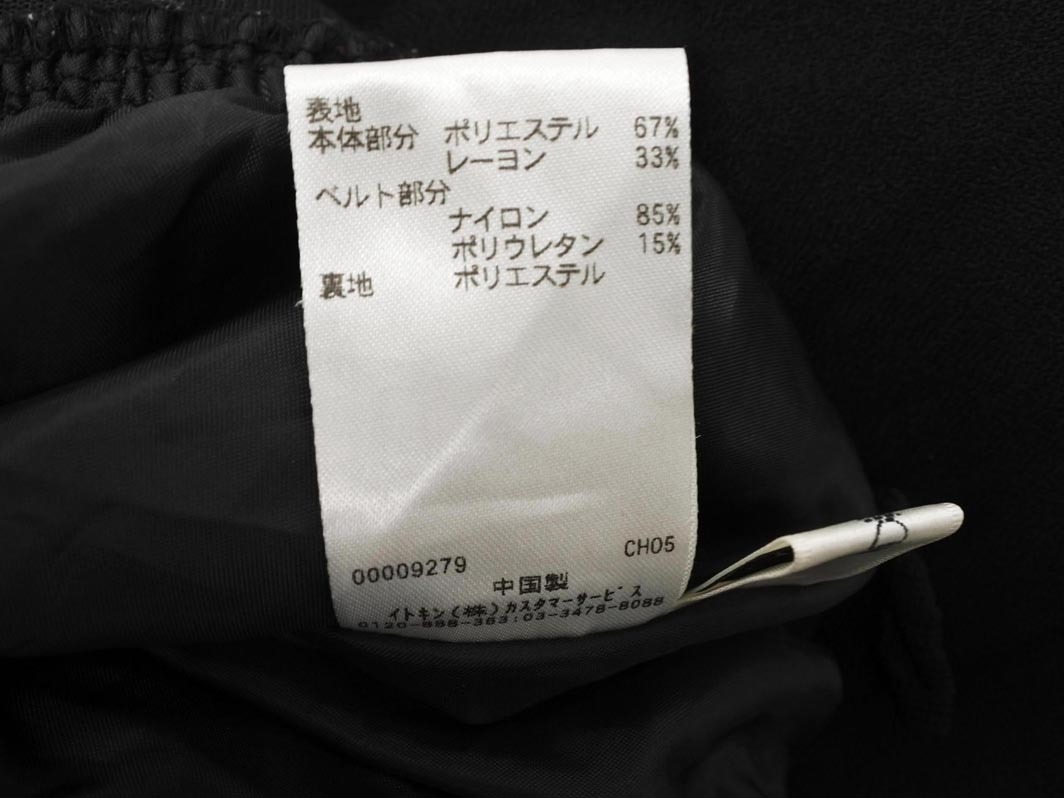 表地
本体部分 ポリエステル 67%
レーヨン 33%
ベルト部分
ナイロン 85%
ポリウレタン 15%
裏地 ポリエステル
00009279 CH05
中国製
イトキン(株)カスタマーサービス
0120-888-363:03-3478-8088